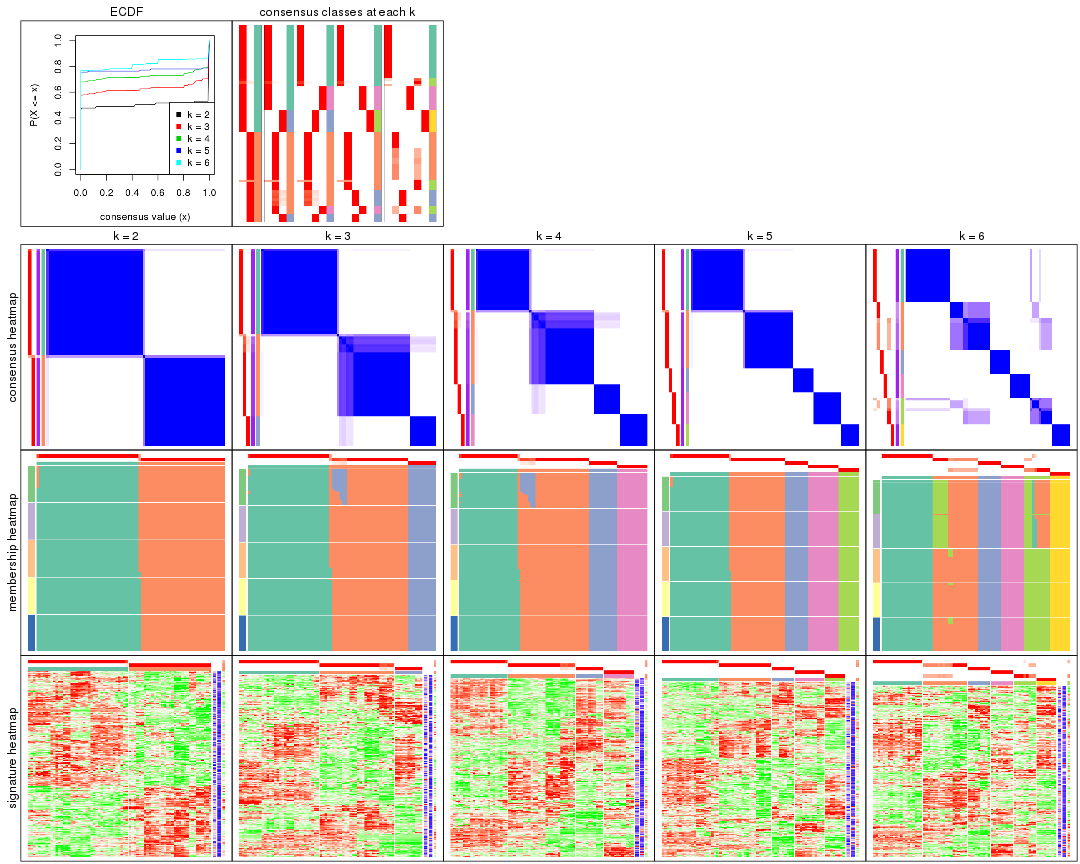 ECDF
consensus classes at each k
P(X <= x)
0.0 0.2 0.4 0.6 0.8 1.0
k = 2
k = 3
k = 4
k = 5
k = 6
0.0 0.2 0.4 0.6 0.8 1.0
consensus value (x)
k = 2
k = 3
k = 4
k = 5
k = 6
consensus heatmap
membership heatmap
signature heatmap